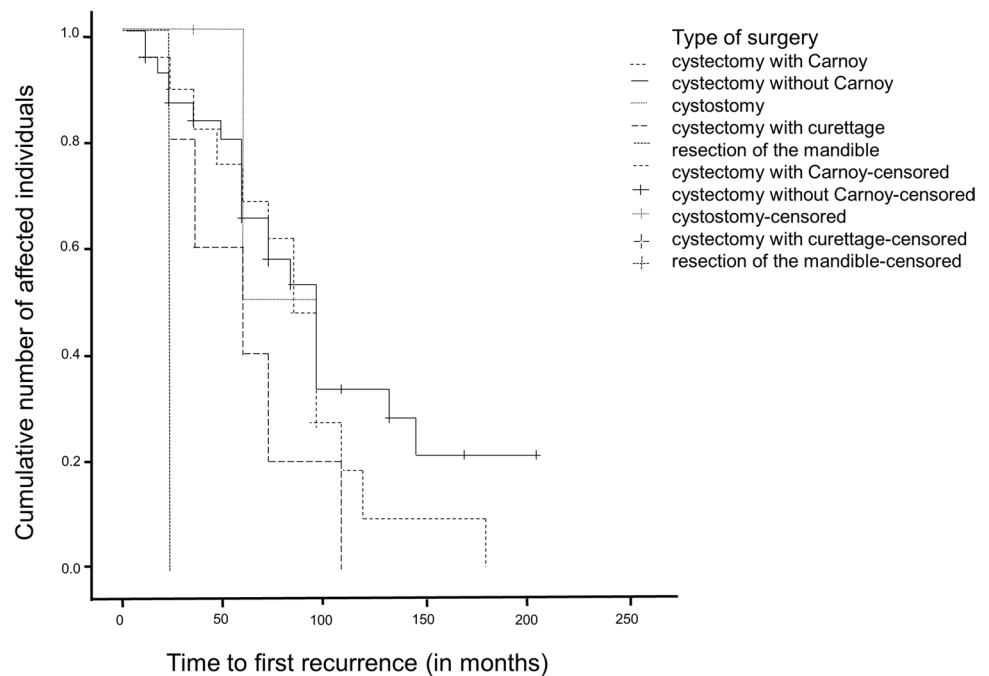 Type of surgery
cystectomy with Carnoy
cystectomy without Carnoy
cystostomy
cystectomy with curettage
resection of the mandible
cystectomy with Carnoy-censored
cystectomy without Carnoy-censored
cystostomy-censored
cystectomy with curettage-censored
resection of the mandible-censored
Cumulative number of affected individuals
1.0
0.8
0.6
0.4
0.2
0.0
0 50 100 150 200 250
Time to first recurrence (in months)